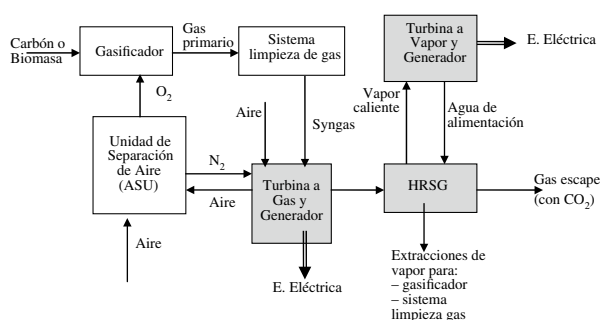 Carbón o
Biomasa
Gasificador
Gas
primario
Sistema
limpieza de gas
Turbina a
Vapor y
Generador
E. Eléctrica
O2
Aire
Syngas
Vapor
caliente
Agua de
alimentación
Unidad de
Separación
de Aire
(ASU)
N2
Aire
Turbina a
Gas y
Generador
HRSG
Gas escape
(con CO2)
Aire
E. Eléctrica
Extracciones de
vapor para:
– gasificador
– sistema
limpieza gas